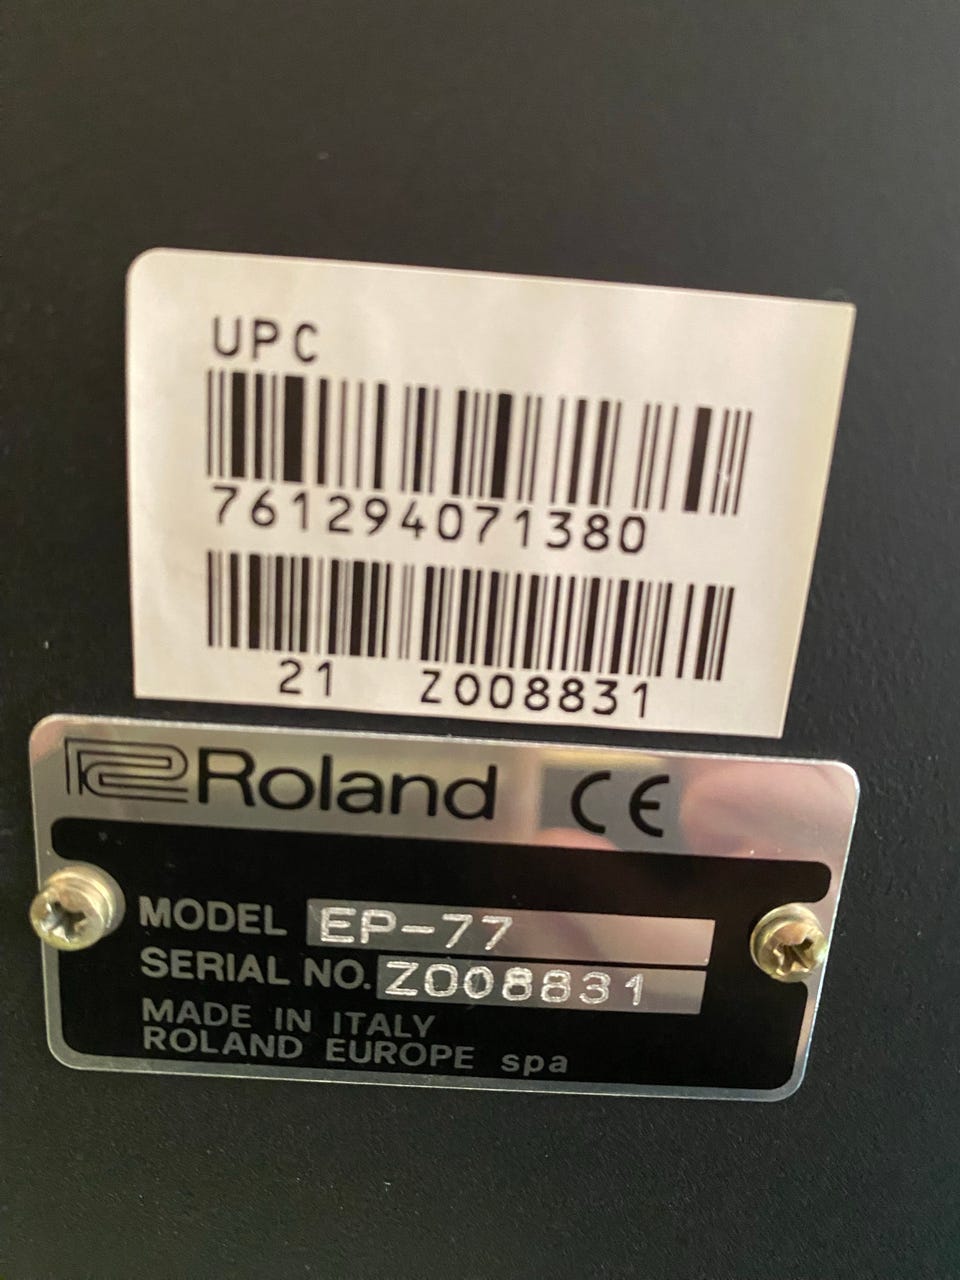 UPC
761294071380
21 Z008831
Roland CE
MODEL EP-77
SERIAL NO. Z008831
MADE IN ITALY
ROLAND EUROPE spa